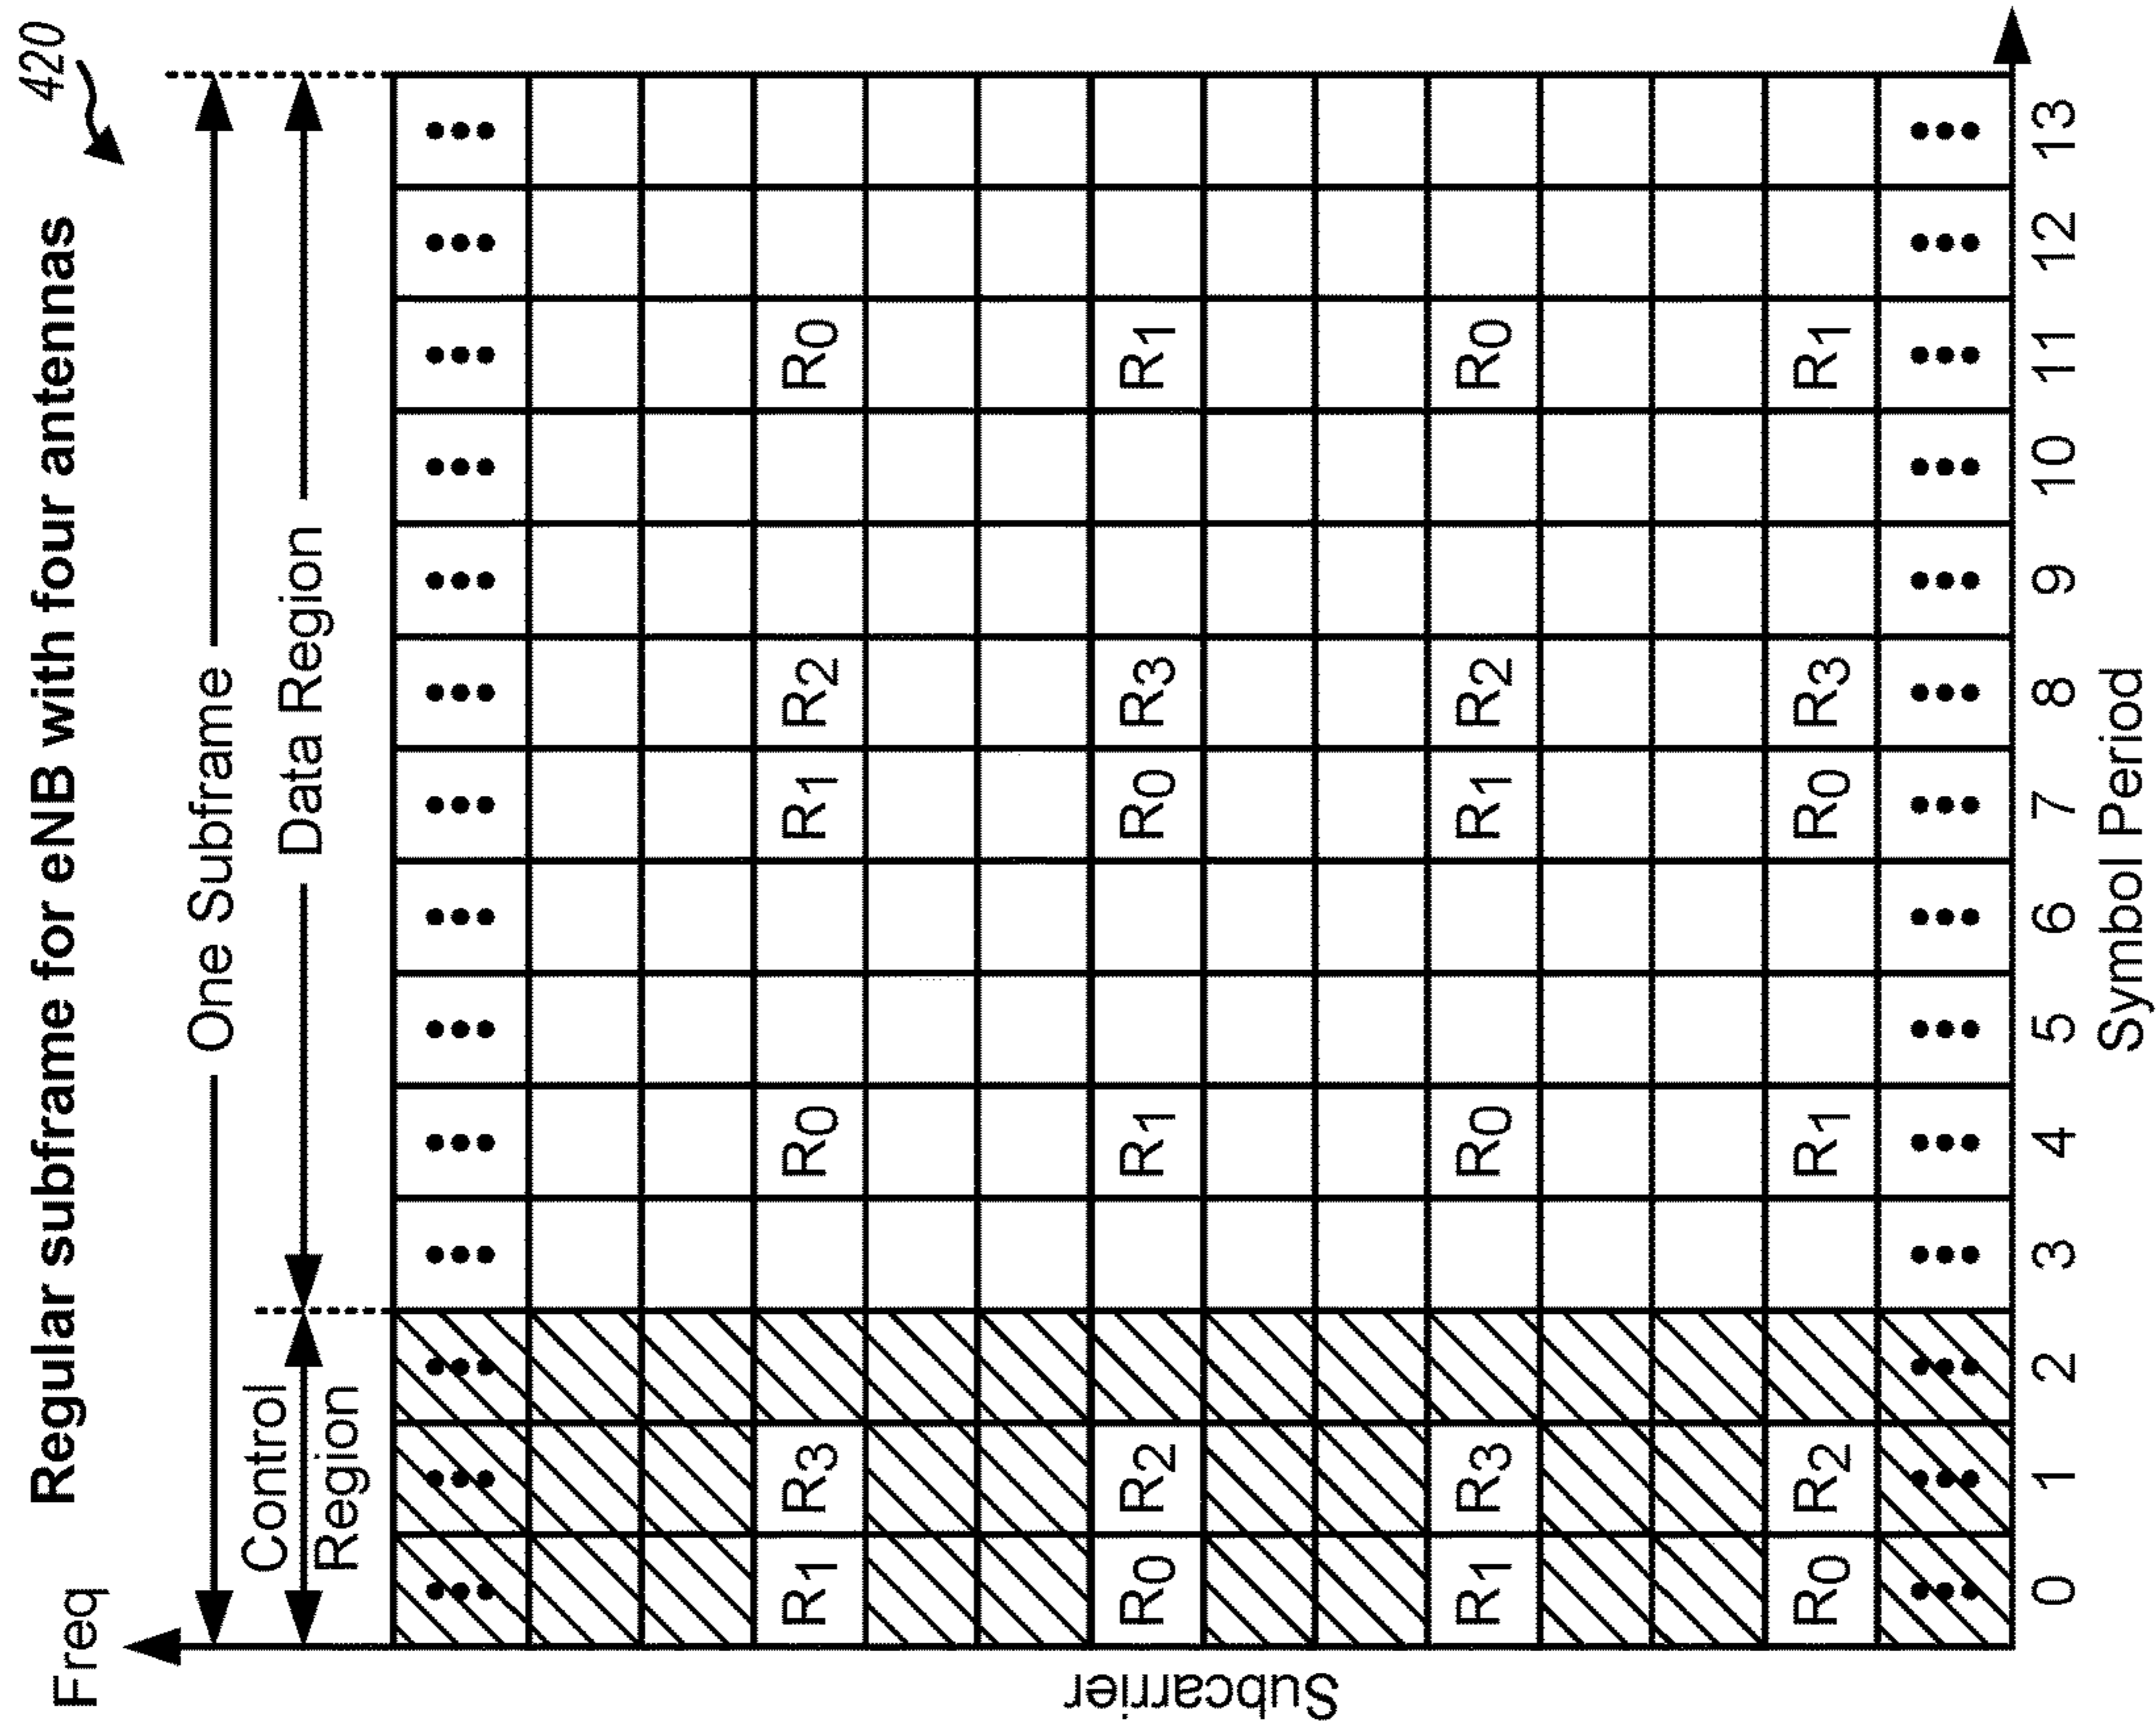 Regular subframe for eNB with four antennas
420
Freq
One Subframe
Control
Region
Data Region
... ... ... ... ... ... ... ... ... ... ... ... ... ...
R1 R3 R0 R1 R2 R0
R0 R2 R1 R0 R3 R1
Subcarrier
R1 R3 R0 R1 R2 R0
R0 R2 R1 R0 R3 R1
... ... ... ... ... ... ... ... ... ... ... ... ... ...
0 1 2 3 4 5 6 7 8 9 10 11 12 13
Symbol Period